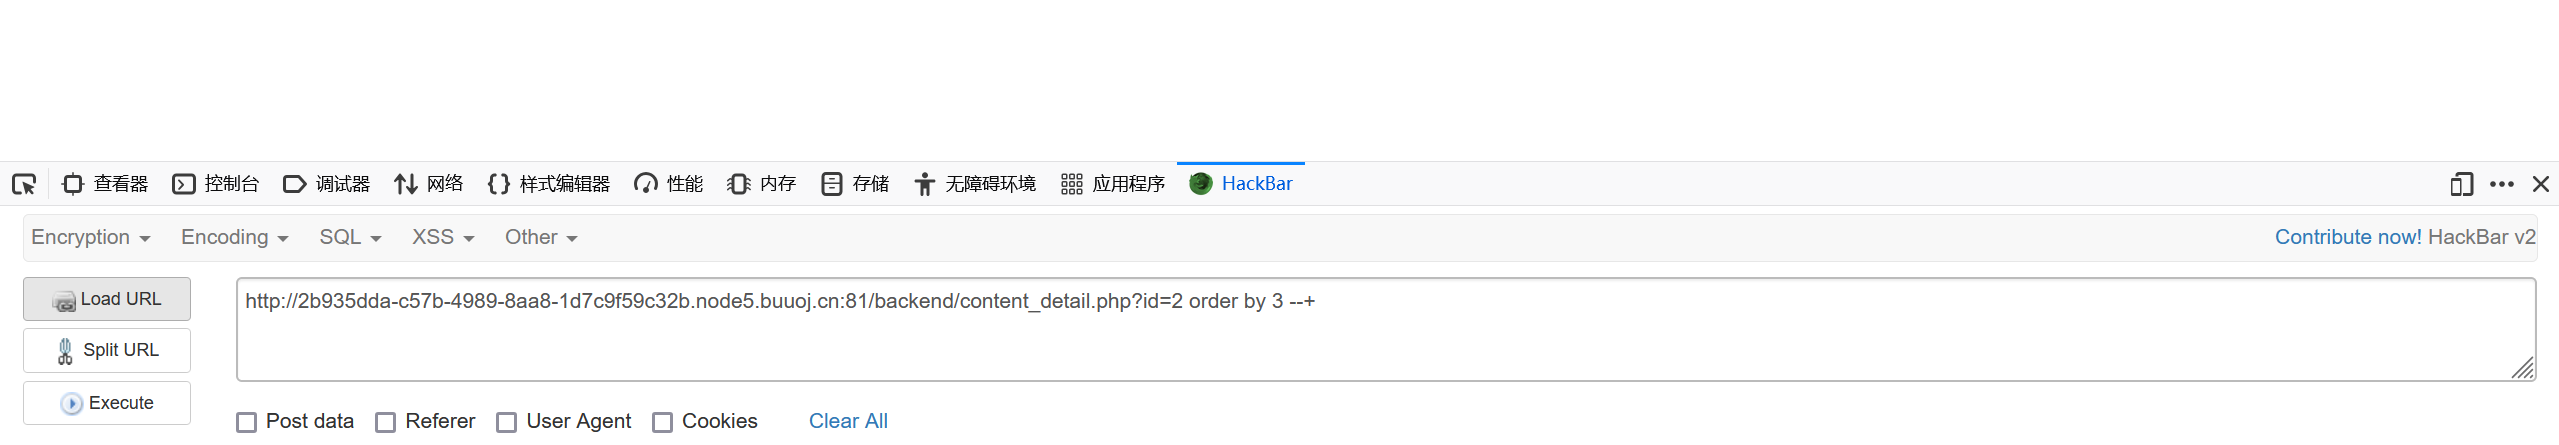 查看器 控制台 调试器 网络 样式编辑器 性能 内存 存储 无障碍环境 应用程序 HackBar
Encryption Encoding SQL XSS Other Contribute now! HackBar v2
Load URL http://2b935dda-c57b-4989-8aa8-1d7c9f59c32b.node5.buuoj.cn:81/backend/content_detail.php?id=2 order by 3 --+
Split URL
Execute
Post data Referer User Agent Cookies Clear All